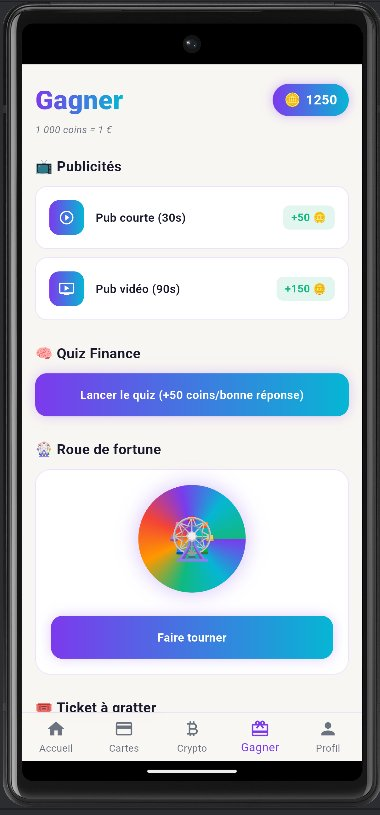 Gagner
1250
1 000 coins = 1 €
Publicités
Pub courte (30s)
+50
Pub vidéo (90s)
+150
Quiz Finance
Lancer le quiz (+50 coins/bonne réponse)
Roue de fortune
Faire tourner
Ticket à gratter
Accueil
Cartes
Crypto
Gagner
Profil